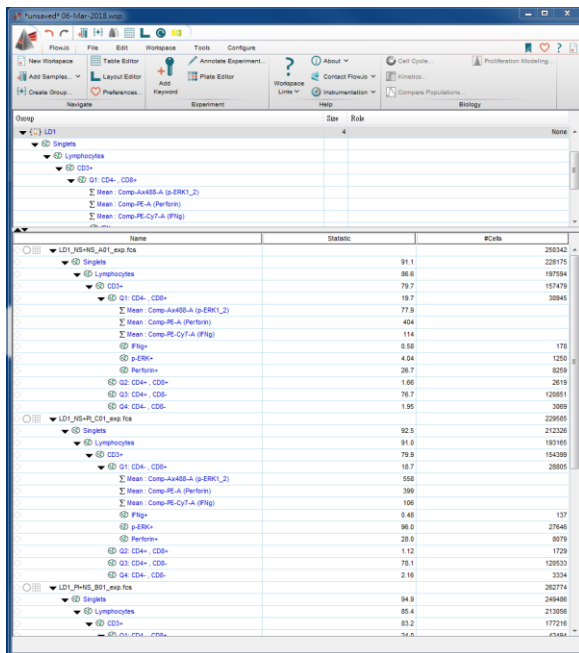 *unsaved* 06-Mar-2018.wsp
FlowJo File Edit Workspace Tools Configure
New Workspace Table Editor Annotate Experiment... About Cell Cycle... Proliferation Modeling...
Add Samples... Layout Editor Add Keyword Plate Editor Workspace Links Contact FlowJo Kinetics...
{+} Create Group... Preferences... Instrumentation Compare Populations...
Navigate Experiment Help Biology
Group Size Role
{..} LD1 4 None
Singlets
Lymphocytes
CD3+
Q1: CD4- , CD8+
Σ Mean : Comp-Ax488-A (p-ERK1_2)
Σ Mean : Comp-PE-A (Perforin)
Σ Mean : Comp-PE-Cy7-A (IFNg)
Name Statistic #Cells
LD1_NS+NS_A01_exp.fcs 250342
Singlets 91.1 228175
Lymphocytes 86.6 197594
CD3+ 79.7 157479
Q1: CD4- , CD8+ 19.7 30945
Σ Mean : Comp-Ax488-A (p-ERK1_2) 77.9
Σ Mean : Comp-PE-A (Perforin) 404
Σ Mean : Comp-PE-Cy7-A (IFNg) 114
IFNg+ 0.58 178
p-ERK+ 4.04 1250
Perforin+ 26.7 8259
Q2: CD4+ , CD8+ 1.66 2619
Q3: CD4+ , CD8- 76.7 120851
Q4: CD4- , CD8- 1.95 3069
LD1_NS+PI_C01_exp.fcs 229585
Singlets 92.5 212326
Lymphocytes 91.0 193165
CD3+ 79.9 154399
Q1: CD4- , CD8+ 18.7 28805
Σ Mean : Comp-Ax488-A (p-ERK1_2) 558
Σ Mean : Comp-PE-A (Perforin) 399
Σ Mean : Comp-PE-Cy7-A (IFNg) 106
IFNg+ 0.48 137
p-ERK+ 96.0 27646
Perforin+ 28.0 8079
Q2: CD4+ , CD8+ 1.12 1729
Q3: CD4+ , CD8- 78.1 120533
Q4: CD4- , CD8- 2.16 3334
LD1_PI+NS_B01_exp.fcs 262774
Singlets 94.9 249486
Lymphocytes 85.4 213056
CD3+ 83.2 177216
Q1: CD4- , CD8+ 24.0 42494